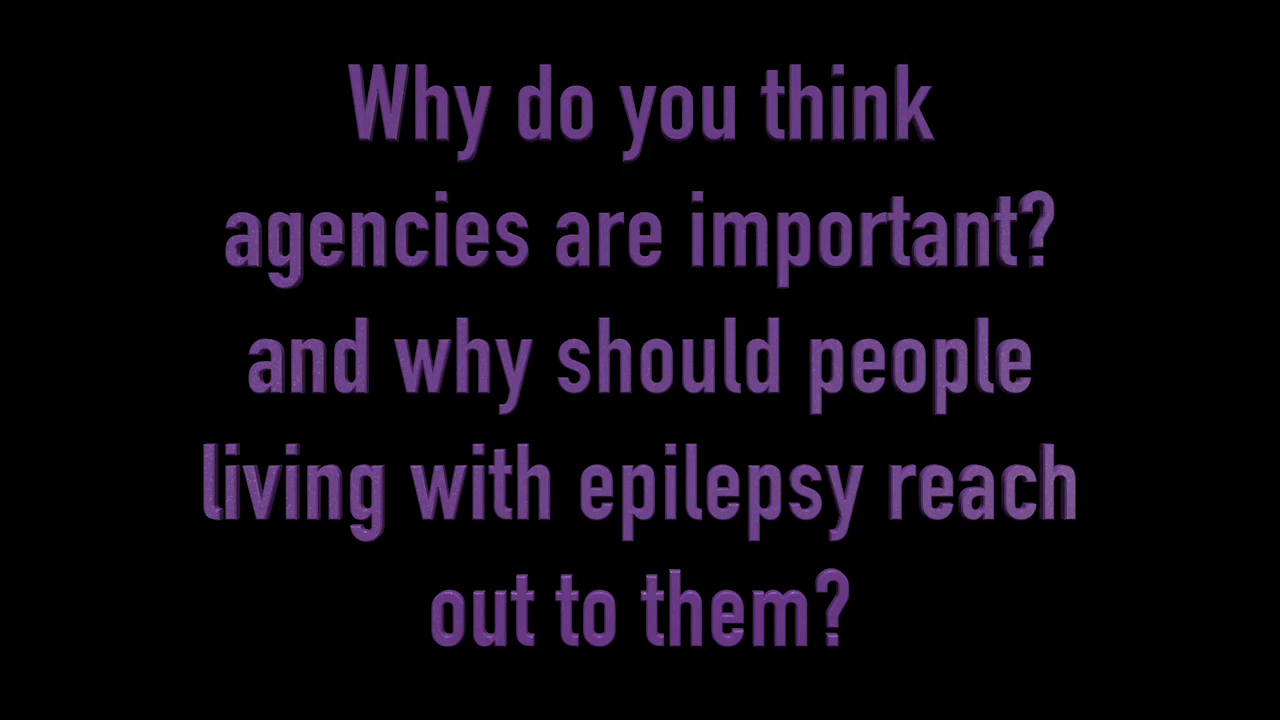 Why do you think
agencies are important?
and why should people
living with epilepsy reach
out to them?